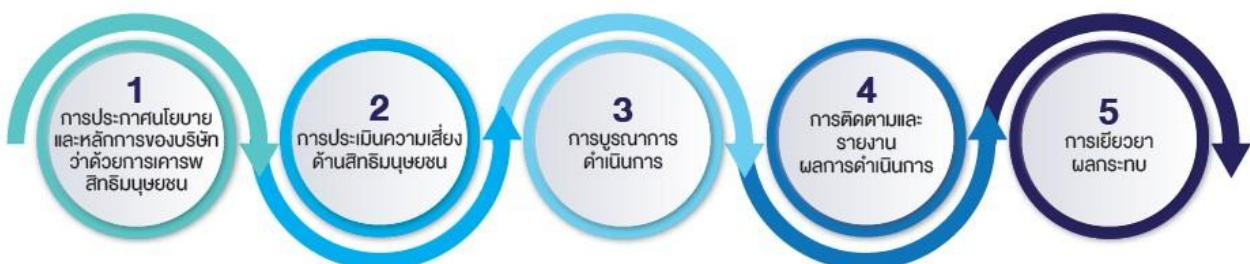 1
การประกาศนโยบาย
และหลักการของบริษัท
ว่าด้วยการเคารพ
สิทธิมนุษยชน
2
การประเมินความเสี่ยง
ด้านสิทธิมนุษยชน
3
การบูรณาการ
ดำเนินการ
4
การติดตามและ
รายงาน
ผลการดำเนินการ
5
การเยียวยา
ผลกระทบ